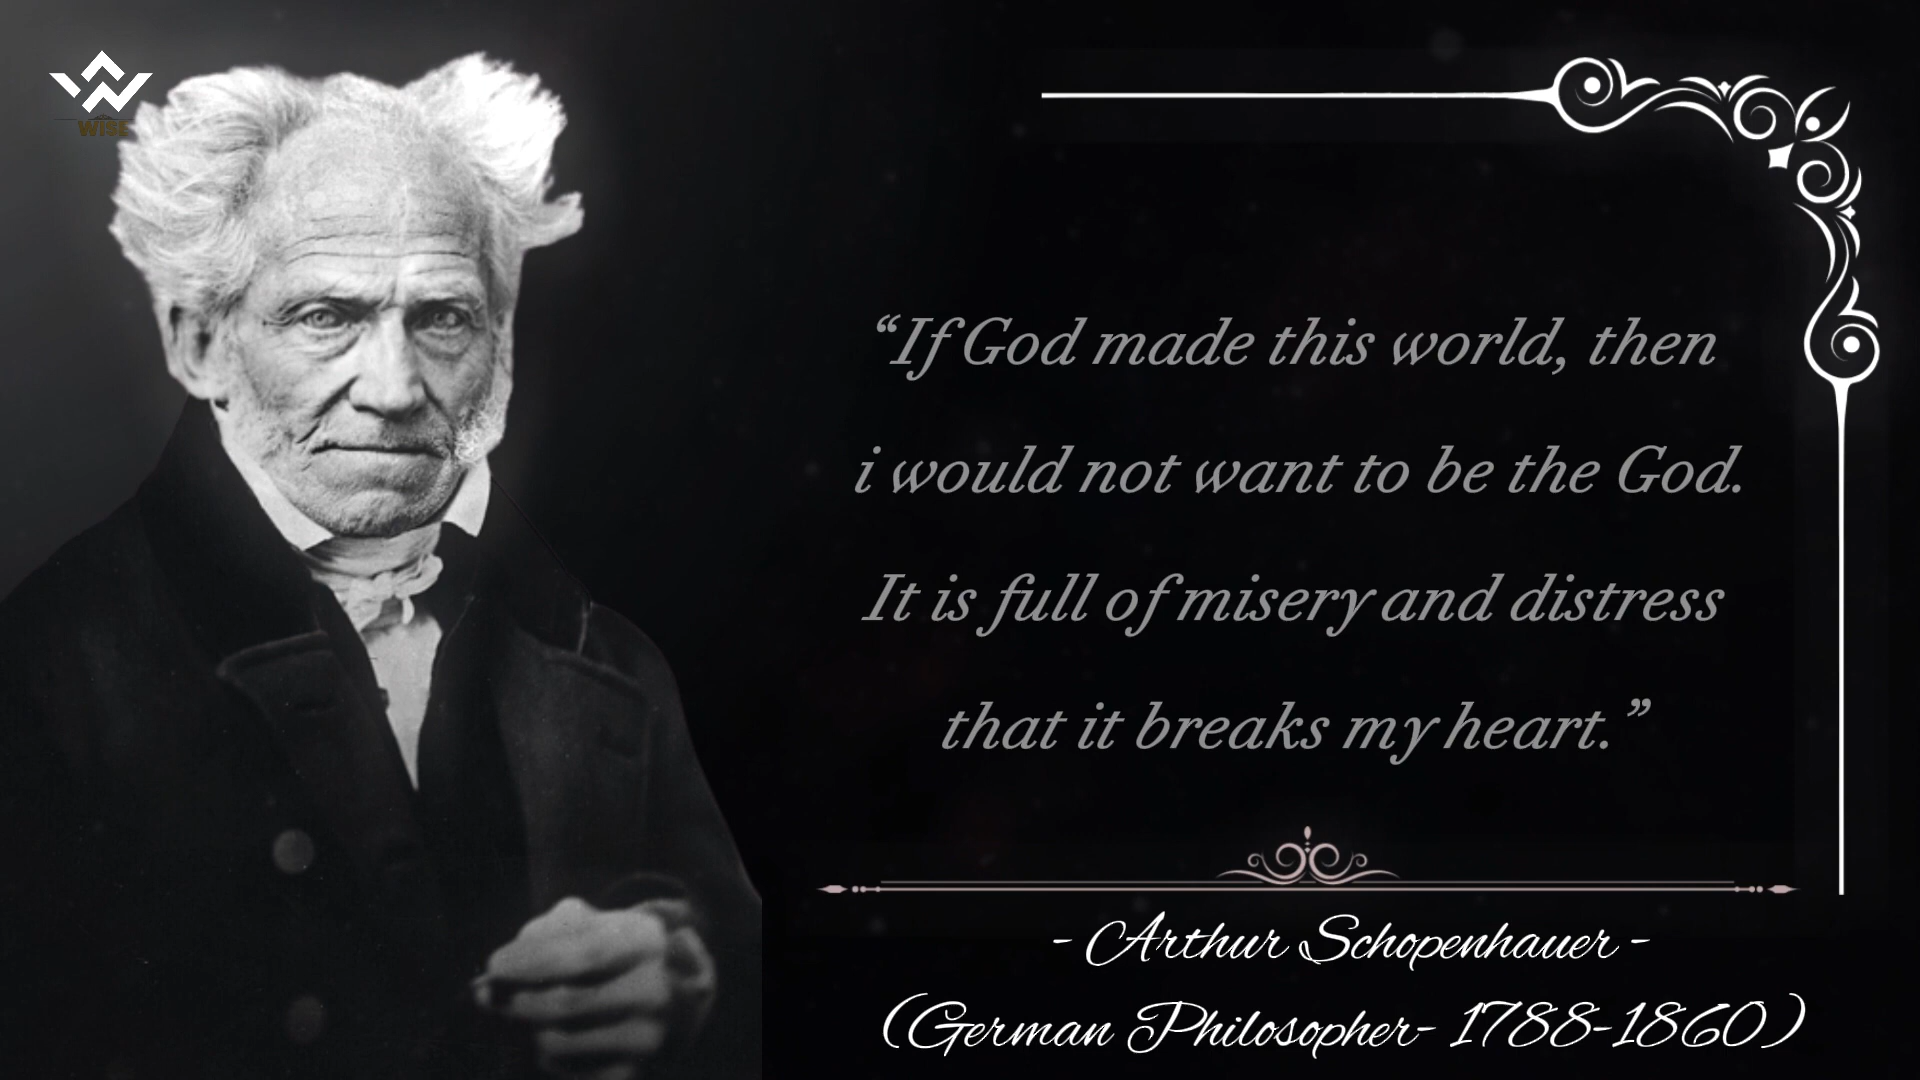 WISE
“If God made this world, then
i would not want to be the God.
It is full of misery and distress
that it breaks my heart.”
- Arthur Schopenhauer -
(German Philosopher- 1788-1860)